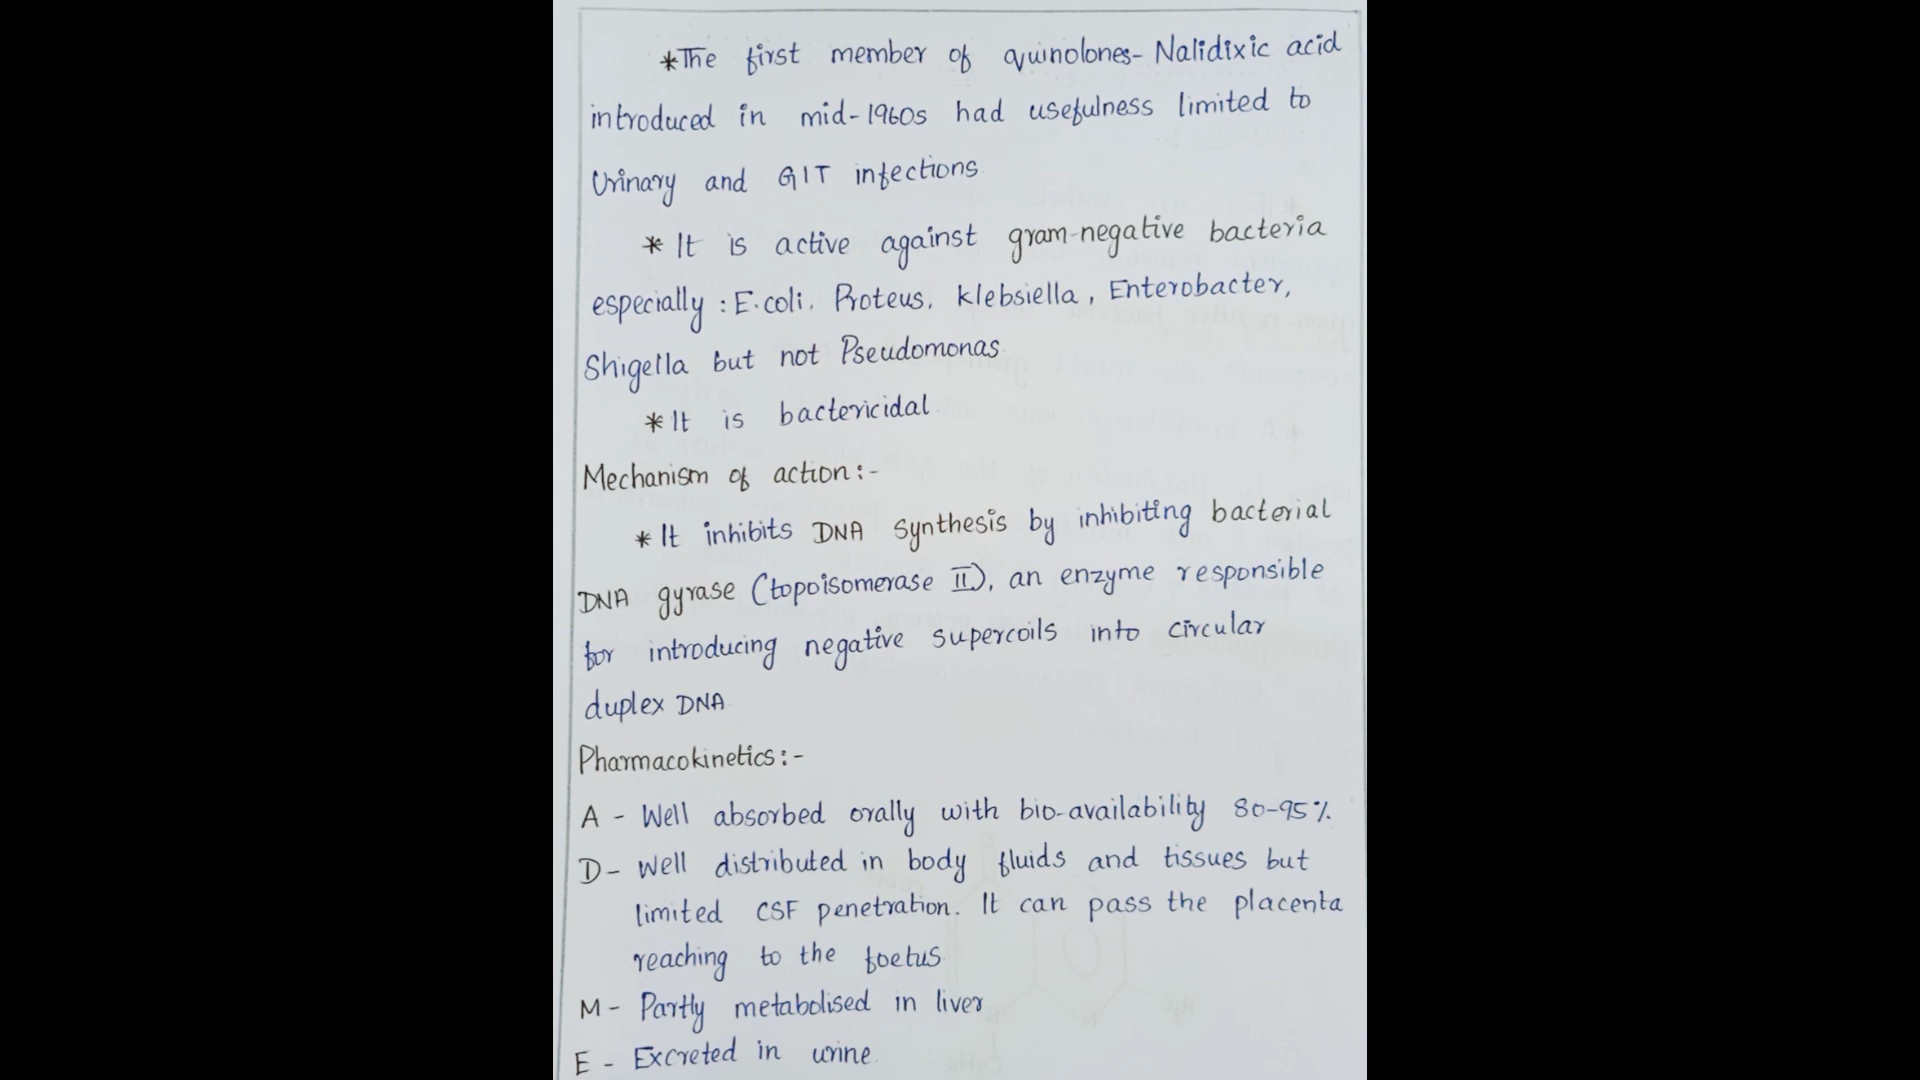 *The first member of quinolones- Nalidixic acid
introduced in mid-1960s had usefulness limited to
Urinary and GIT infections
* It is active against gram-negative bacteria
especially : E.coli, Proteus, Klebsiella, Enterobacter,
Shigella but not Pseudomonas
*It is bactericidal
Mechanism of action:-
*It inhibits DNA synthesis by inhibiting bacterial
DNA gyrase (topoisomerase II), an enzyme responsible
for introducing negative supercoils into circular
duplex DNA
Pharmacokinetics:-
A - Well absorbed orally with bio-availability 80-95%.
D- Well distributed in body fluids and tissues but
limited CSF penetration. It can pass the placenta
reaching to the foetus
M- Partly metabolised in liver
E - Excreted in urine